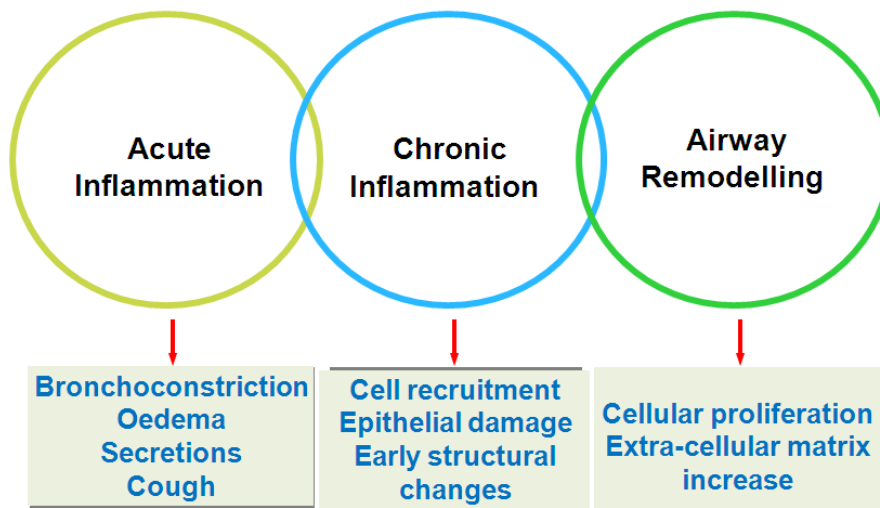 Acute
Inflammation
Chronic
Inflammation
Airway
Remodelling
Bronchoconstriction
Oedema
Secretions
Cough
Cell recruitment
Epithelial damage
Early structural
changes
Cellular proliferation
Extra-cellular matrix
increase